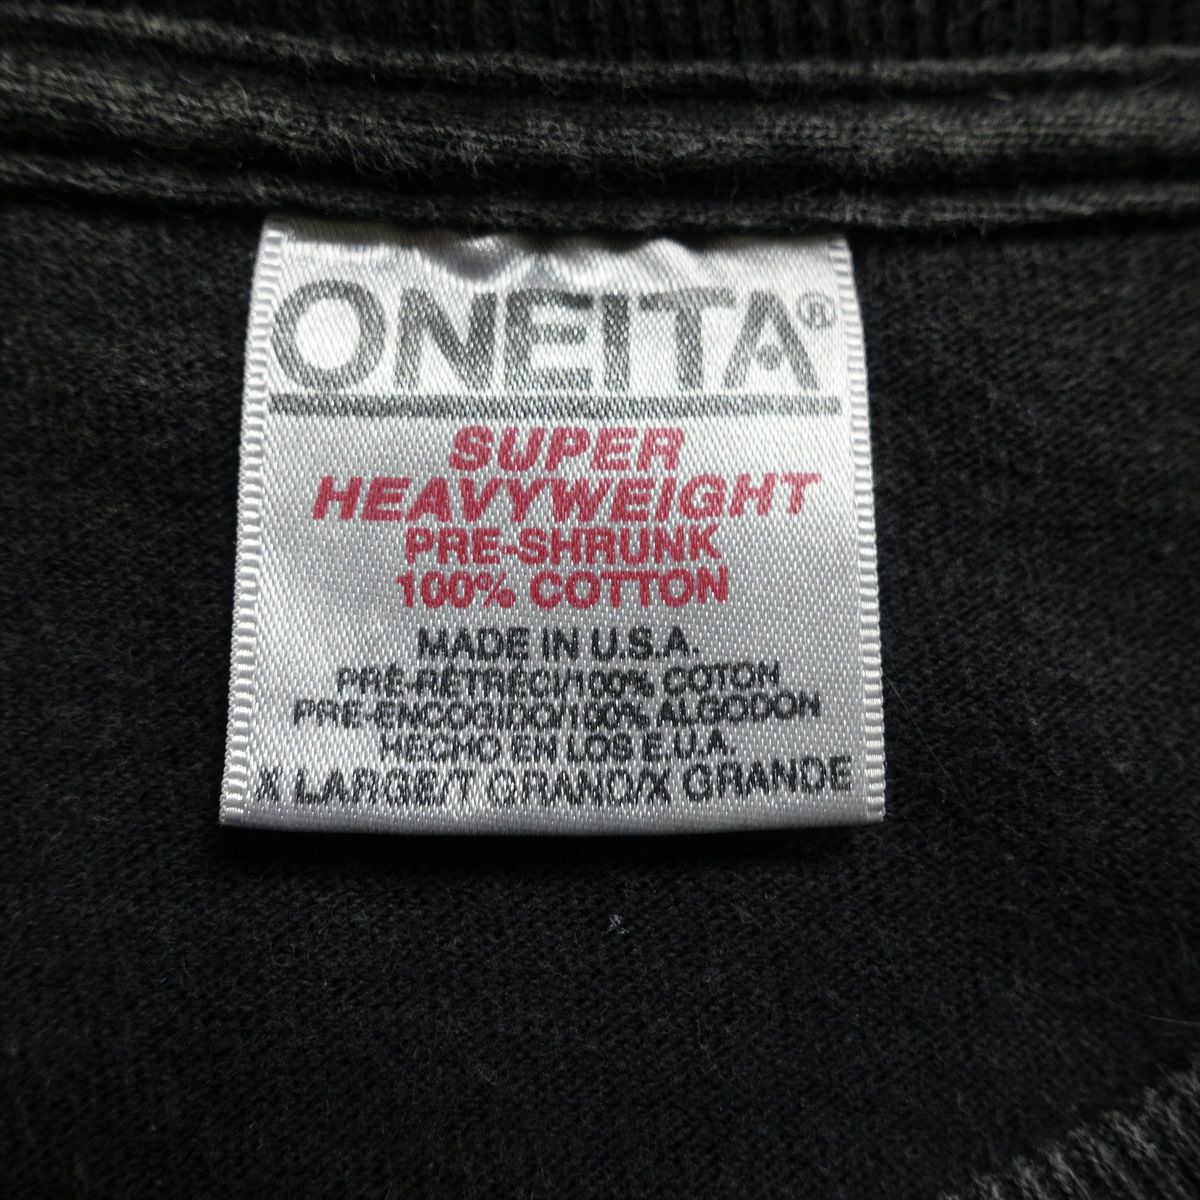 ONEITA®
SUPER
HEAVYWEIGHT
PRE-SHRUNK
100% COTTON
MADE IN U.S.A.
PRÉ-RÉTRÉCI/100% COTON
PRE-ENCOGIDO/100% ALGODON
HECHO EN LOS E.U.A.
X LARGE/T GRAND/X GRANDE